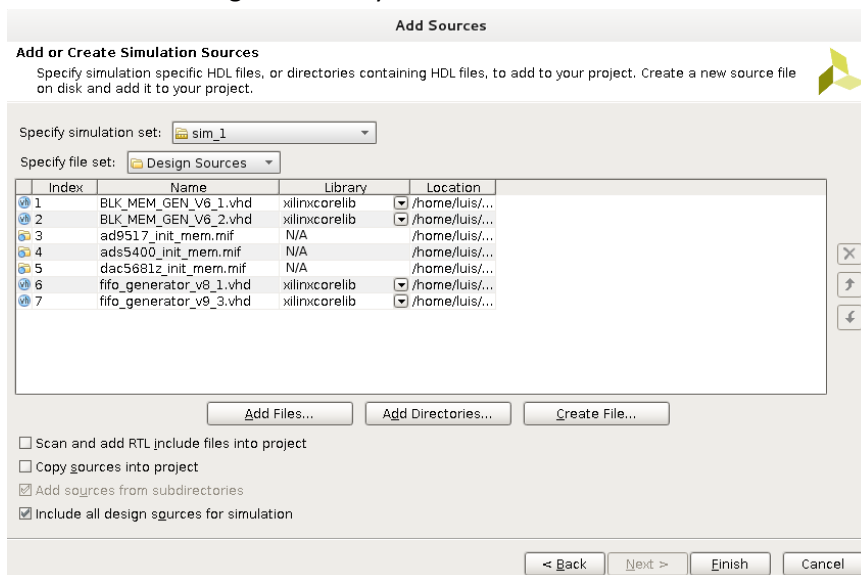 Add Sources
Add or Create Simulation Sources
Specify simulation specific HDL files, or directories containing HDL files, to add to your project. Create a new source file
on disk and add it to your project.
Specify simulation set: sim_1
Specify file set: Design Sources
Index Name Library Location
1 BLK_MEM_GEN_V6_1.vhd xilinxcorelib /home/luis/...
2 BLK_MEM_GEN_V6_2.vhd xilinxcorelib /home/luis/...
3 ad9517_init_mem.mif N/A /home/luis/...
4 ads5400_init_mem.mif N/A /home/luis/...
5 dac5681z_init_mem.mif N/A /home/luis/...
6 fifo_generator_v8_1.vhd xilinxcorelib /home/luis/...
7 fifo_generator_v9_3.vhd xilinxcorelib /home/luis/...
Add Files... Add Directories... Create File...
Scan and add RTL include files into project
Copy sources into project
Add sources from subdirectories
Include all design sources for simulation
< Back Next > Finish Cancel